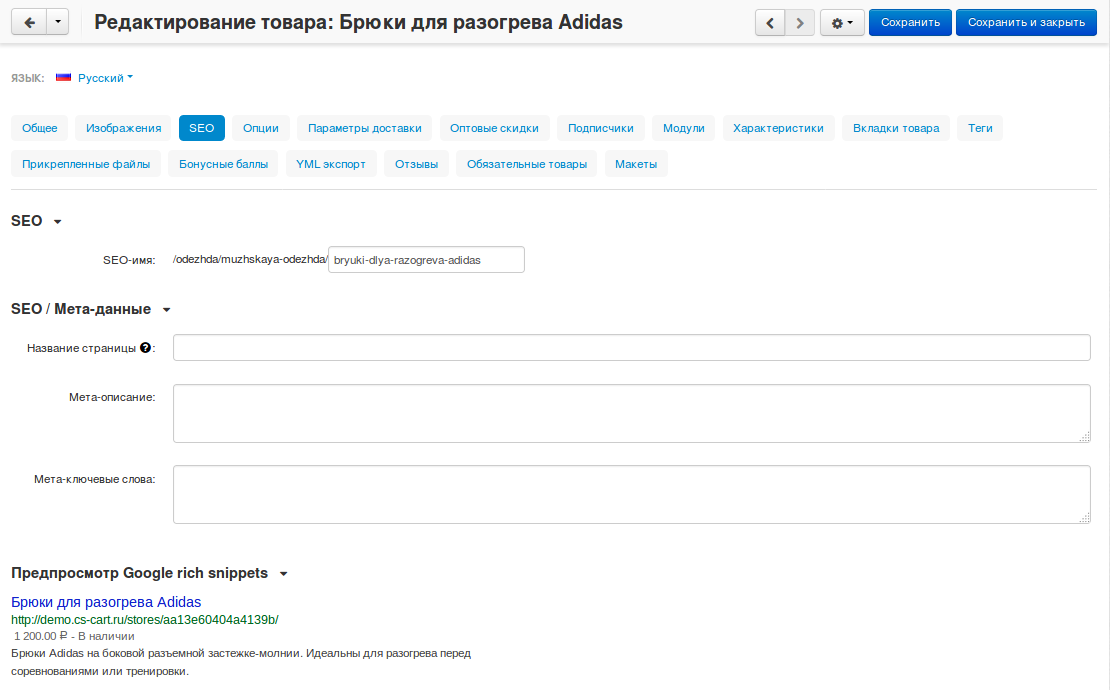 Редактирование товара: Брюки для разогрева Adidas
Сохранить
Сохранить и закрыть
ЯЗЫК: Русский
Общее Изображения SEO Опции Параметры доставки Оптовые скидки Подписчики Модули Характеристики Вкладки товара Теги
Прикрепленные файлы Бонусные баллы YML экспорт Отзывы Обязательные товары Макеты
SEO
SEO-имя: /odezhda/muzhskaya-odezhda/ bryuki-dlya-razogreva-adidas
SEO / Мета-данные
Название страницы ?:
Мета-описание:
Мета-ключевые слова:
Предпросмотр Google rich snippets
Брюки для разогрева Adidas
http://demo.cs-cart.ru/stores/aa13e60404a4139b/
1 200.00 ₽ - В наличии
Брюки Adidas на боковой разъемной застежке-молнии. Идеальны для разогрева перед
соревнованиями или тренировки.